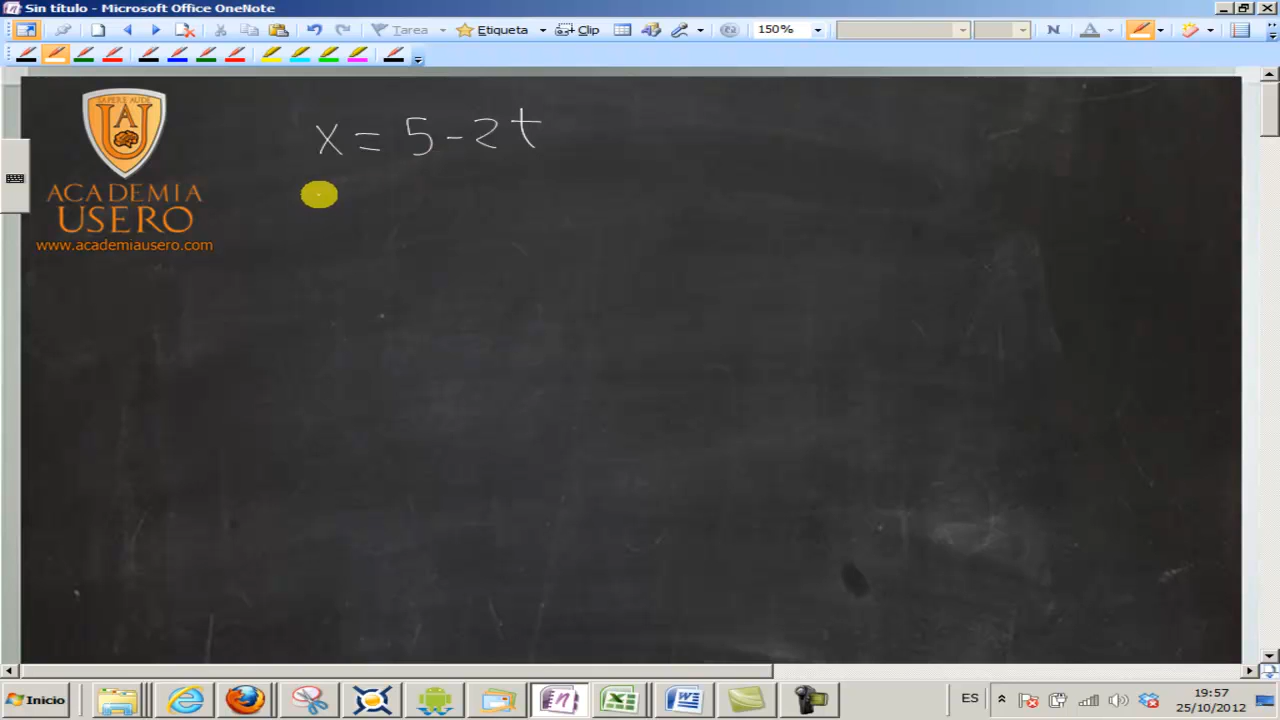 Sin título - Microsoft Office OneNote
Tarea Etiqueta Clip 150% N A
x = 5 - 2t
SAPERE AUDE
UA
ACADEMIA
USERO
www.academiausero.com
Inicio
ES
19:57
25/10/2012